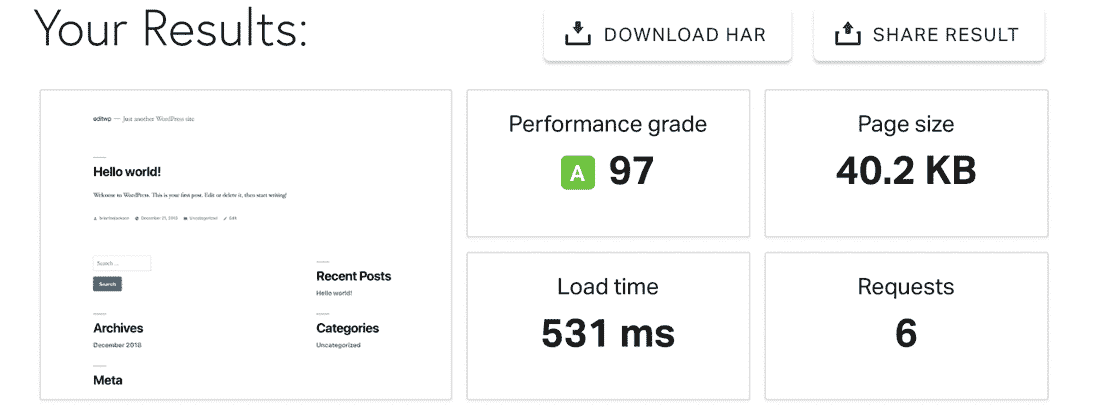 Your Results:
DOWNLOAD HAR
SHARE RESULT
editwp — Just another WordPress site
Hello world!
Welcome to WordPress. This is your first post. Edit or delete it, then start writing!
December 21, 2018 Uncategorized Edit
Search …
Search
Recent Posts
Hello world!
Archives
December 2018
Categories
Uncategorized
Meta
Performance grade
A 97
Page size
40.2 KB
Load time
531 ms
Requests
6